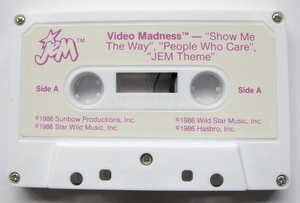 JEM
Video Madness™ — "Show Me
The Way", "People Who Care",
"JEM Theme"
Side A
Side A
©1986 Sunbow Productions, Inc.
©1986 Wild Star Music, Inc.
©1986 Star Wild Music, Inc.
©1986 Hasbro, Inc.